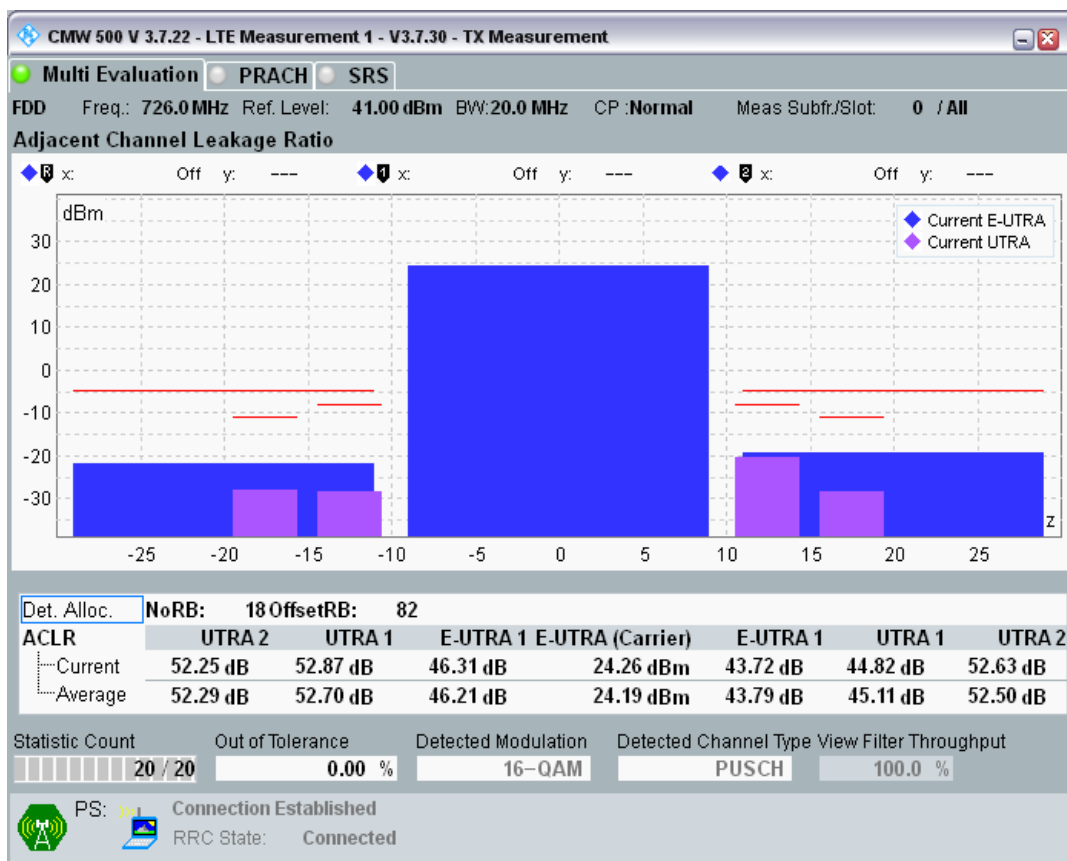 CMW 500 V 3.7.22 - LTE Measurement 1 - V3.7.30 - TX Measurement
Multi Evaluation PRACH SRS
FDD Freq.: 726.0 MHz Ref. Level: 41.00 dBm BW:20.0 MHz CP :Normal Meas Subfr./Slot: 0 / All
Adjacent Channel Leakage Ratio
R x: Off y: --- 1 x: Off y: --- 2 x: Off y: ---
dBm
Current E-UTRA
Current UTRA
30
20
10
0
-10
-20
-30
z
-25 -20 -15 -10 -5 0 5 10 15 20 25
Det. Alloc. NoRB: 18 OffsetRB: 82
ACLR UTRA 2 UTRA 1 E-UTRA 1 E-UTRA (Carrier) E-UTRA 1 UTRA 1 UTRA 2
Current 52.25 dB 52.87 dB 46.31 dB 24.26 dBm 43.72 dB 44.82 dB 52.63 dB
Average 52.29 dB 52.70 dB 46.21 dB 24.19 dBm 43.79 dB 45.11 dB 52.50 dB
Statistic Count Out of Tolerance Detected Modulation Detected Channel Type View Filter Throughput
20 / 20 0.00 % 16-QAM PUSCH 100.0 %
PS: Connection Established
RRC State: Connected